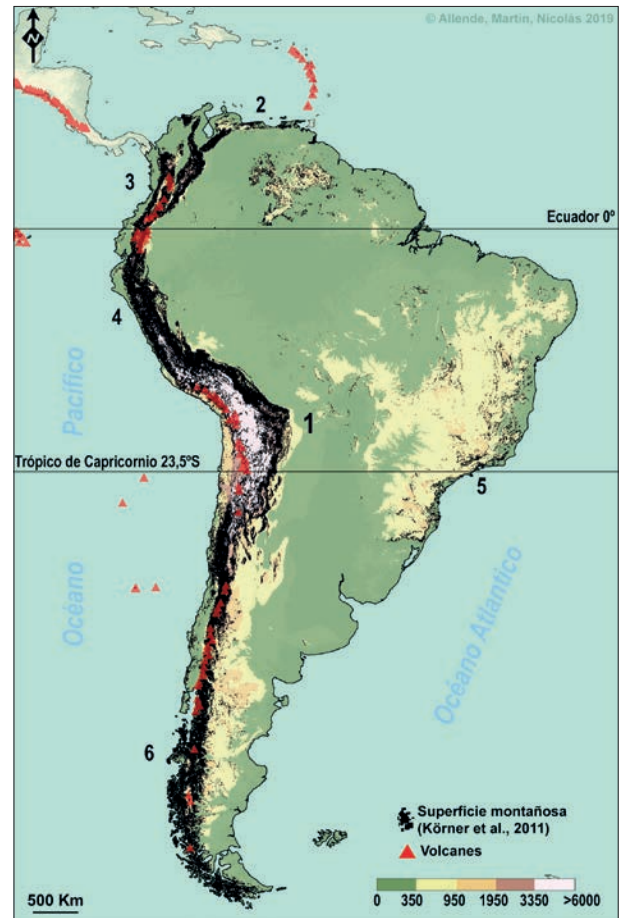 © Allende, Martin, Nicolás 2019
N
2
3
Ecuador 0º
4
Pacífico
1
Trópico de Capricornio 23,5ºS
5
Océano
Océano Atlantico
6
Superficie montañosa
(Körner et al., 2011)
Volcanes
0 350 950 1950 3350 >6000
500 Km